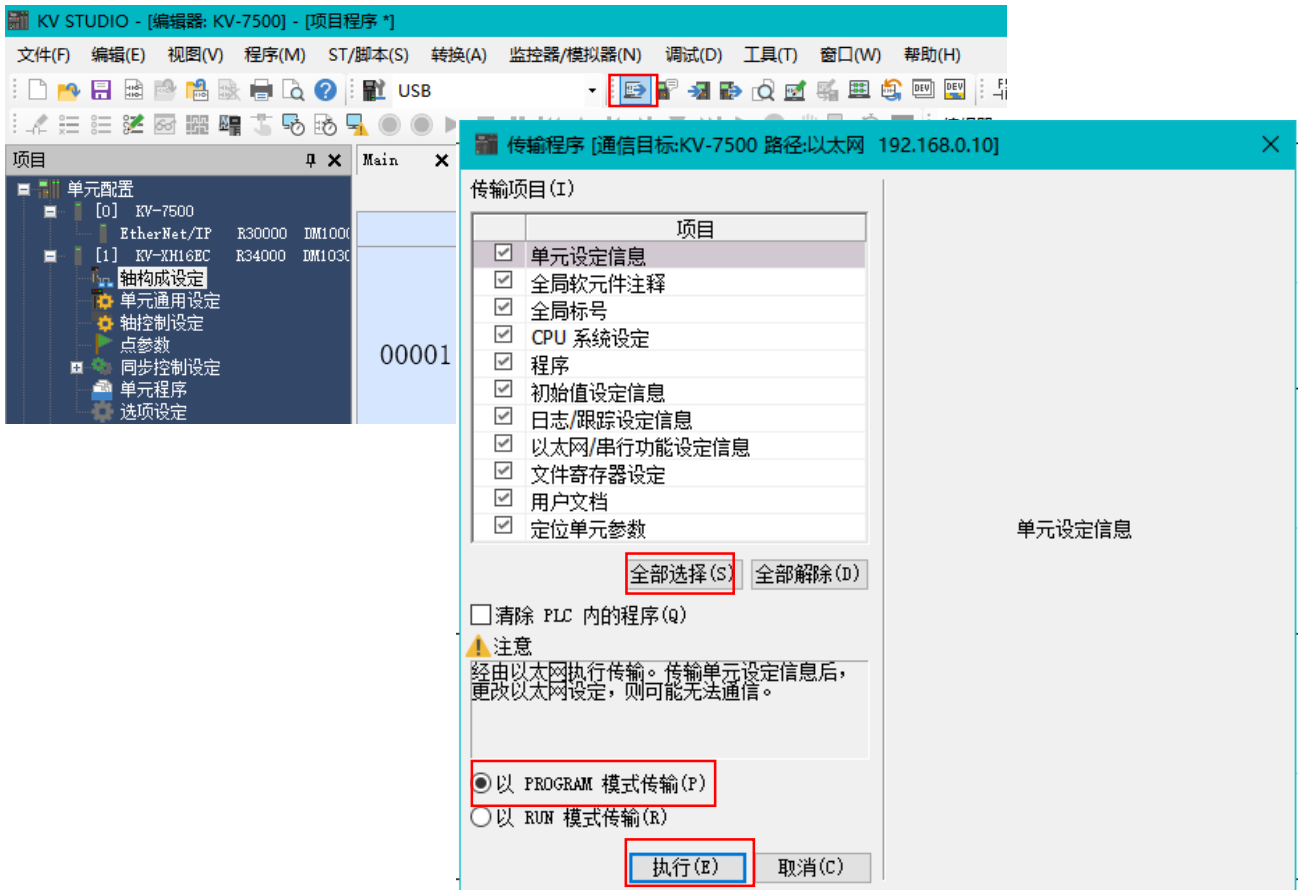 KV STUDIO - [编辑器: KV-7500] - [项目程序 *]
文件(F) 编辑(E) 视图(V) 程序(M) ST/脚本(S) 转换(A) 监控器/模拟器(N) 调试(D) 工具(T) 窗口(W) 帮助(H)
USB
DEV DEV
项目
Main
单元配置
[0] KV-7500
EtherNet/IP R30000 DM100
[1] KV-XH16EC R34000 DM1030
轴构成设定
单元通用设定
轴控制设定
点参数
同步控制设定
单元程序
选项设定
00001
传输程序 [通信目标:KV-7500 路径:以太网 192.168.0.10]
传输项目(I)
项目
单元设定信息
全局软元件注释
全局标号
CPU 系统设定
程序
初始值设定信息
日志/跟踪设定信息
以太网/串行功能设定信息
文件寄存器设定
用户文档
定位单元参数
全部选择(S) 全部解除(D)
清除 PLC 内的程序(Q)
注意
经由以太网执行传输。传输单元设定信息后，
更改以太网设定，则可能无法通信。
以 PROGRAM 模式传输(P)
以 RUN 模式传输(R)
执行(E) 取消(C)
单元设定信息